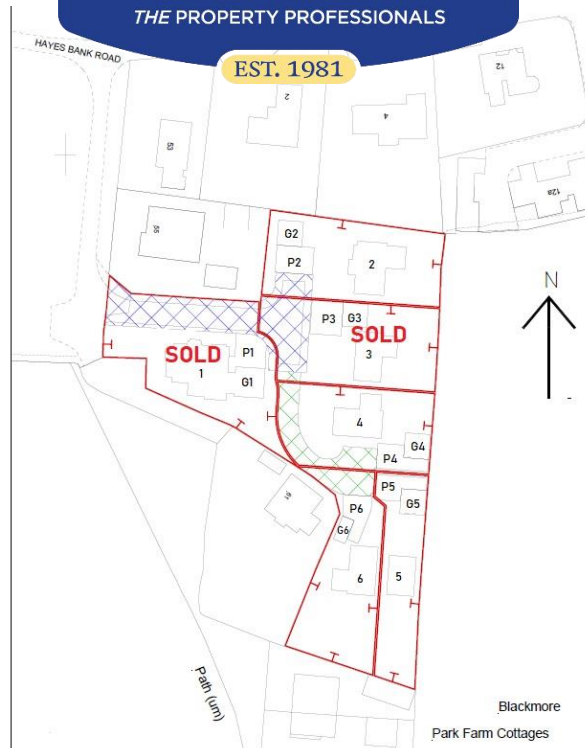 THE PROPERTY PROFESSIONALS
EST. 1981
HAYES BANK ROAD
12
2
4
53
12a
55
G2
P2
2
N
P3
G3
SOLD
3
SOLD
P1
1
G1
4
G4
P4
P5
G5
61
P6
G6
6
5
Path (um)
Blackmore
Park Farm Cottages